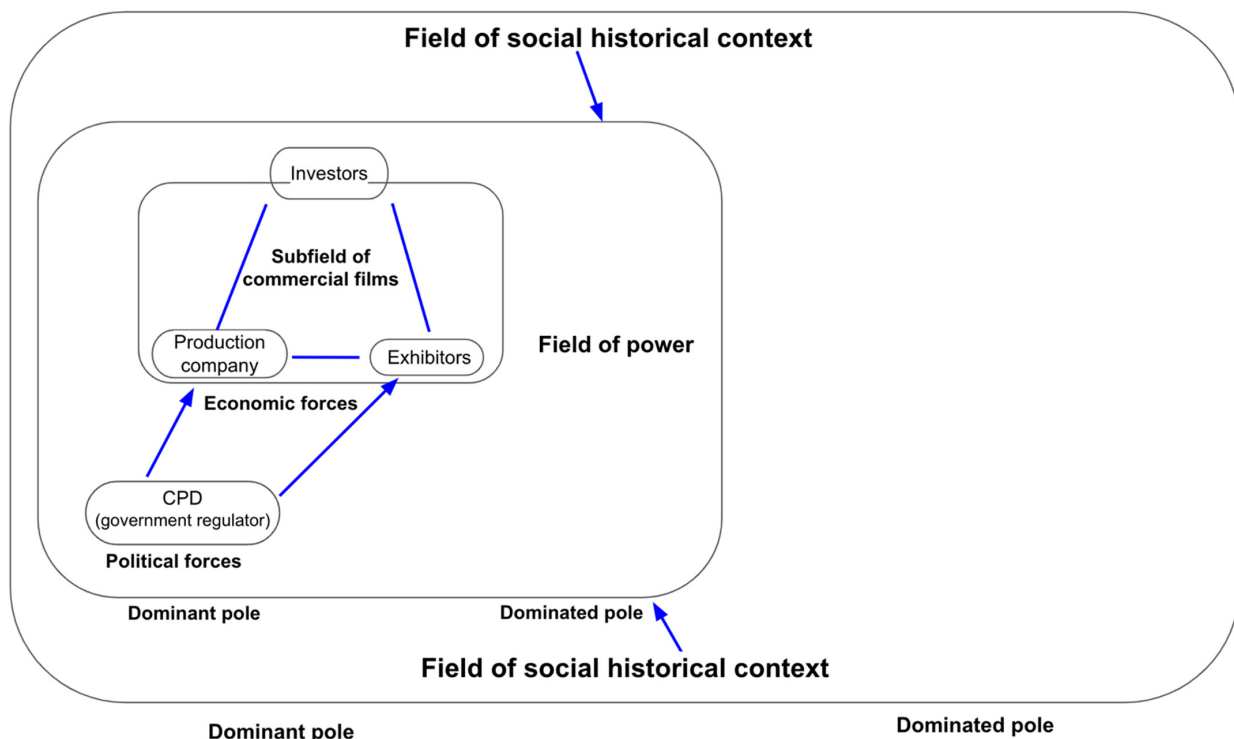 Field of social historical context
Investors
Subfield of
commercial films
Production
company
Exhibitors
Field of power
Economic forces
CPD
(government regulator)
Political forces
Dominant pole
Dominated pole
Field of social historical context
Dominant pole
Dominated pole